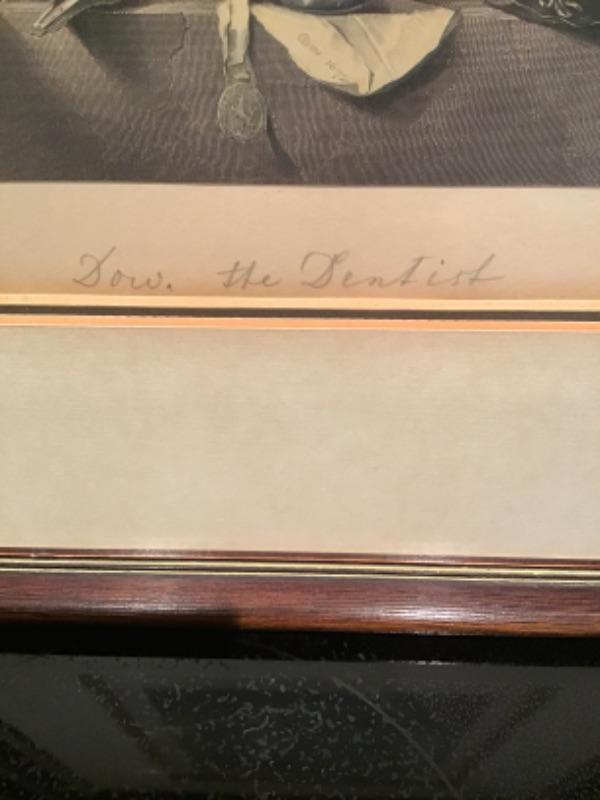 Dow. the Dentist